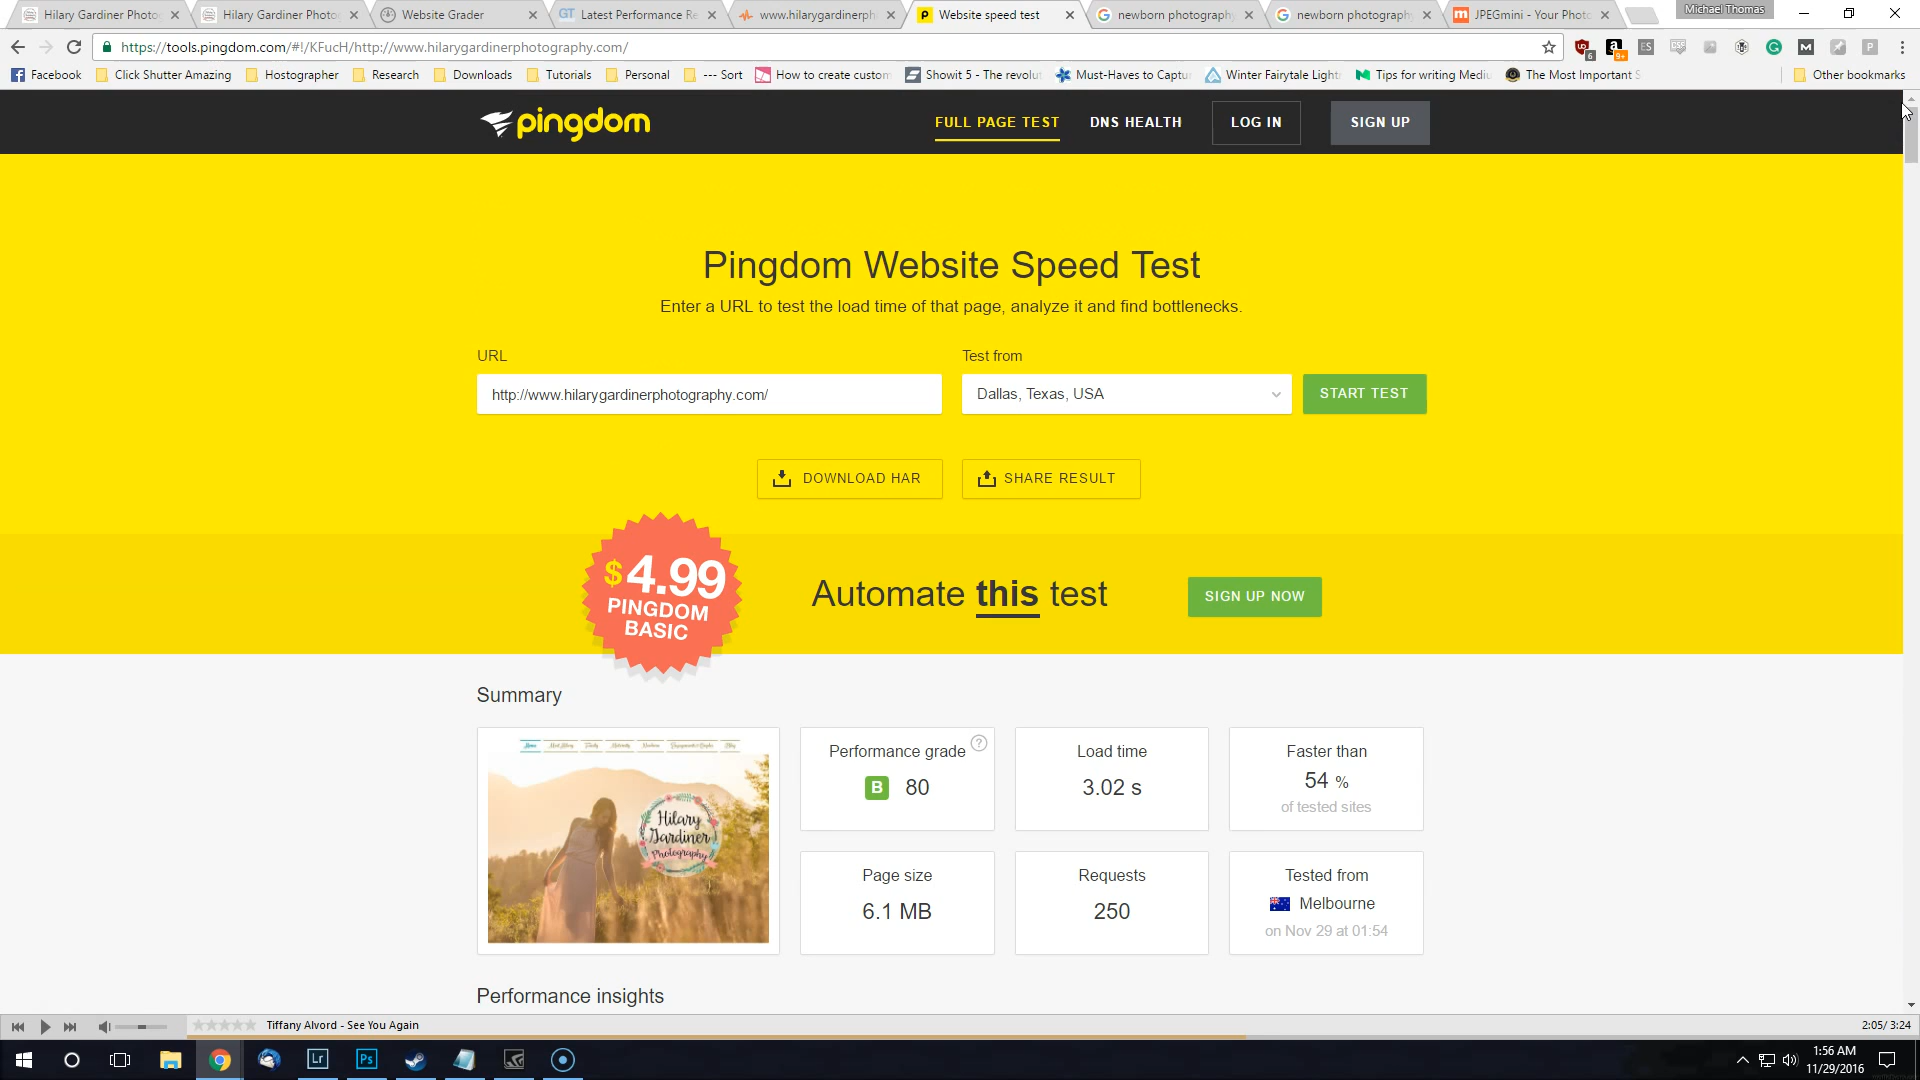 Hilary Gardiner Photo
Hilary Gardiner Photo
Website Grader
GT Latest Performance Re
www.hilarygardinerph
Website speed test
newborn photography
newborn photography
JPEGmini - Your Photo
Michael Thomas
https://tools.pingdom.com/#!/KFucH/http://www.hilarygardinerphotography.com/
Facebook
Click Shutter Amazing
Hostographer
Research
Downloads
Tutorials
Personal
--- Sort
How to create custom
Showit 5 - The revolu
Must-Haves to Captu
Winter Fairytale Light
Tips for writing Medi
The Most Important S
Other bookmarks
pingdom
FULL PAGE TEST
DNS HEALTH
LOG IN
SIGN UP
Pingdom Website Speed Test
Enter a URL to test the load time of that page, analyze it and find bottlenecks.
URL
Test from
http://www.hilarygardinerphotography.com/
Dallas, Texas, USA
START TEST
DOWNLOAD HAR
SHARE RESULT
$4.99
PINGDOM
BASIC
Automate this test
SIGN UP NOW
Summary
Hilary
Gardiner
Photography
Performance grade ?
B 80
Load time
3.02 s
Faster than
54 %
of tested sites
Page size
6.1 MB
Requests
250
Tested from
Melbourne
on Nov 29 at 01:54
Performance insights
Tiffany Alvord - See You Again
2:05/ 3:24
Lr
Ps
1:56 AM
11/29/2016